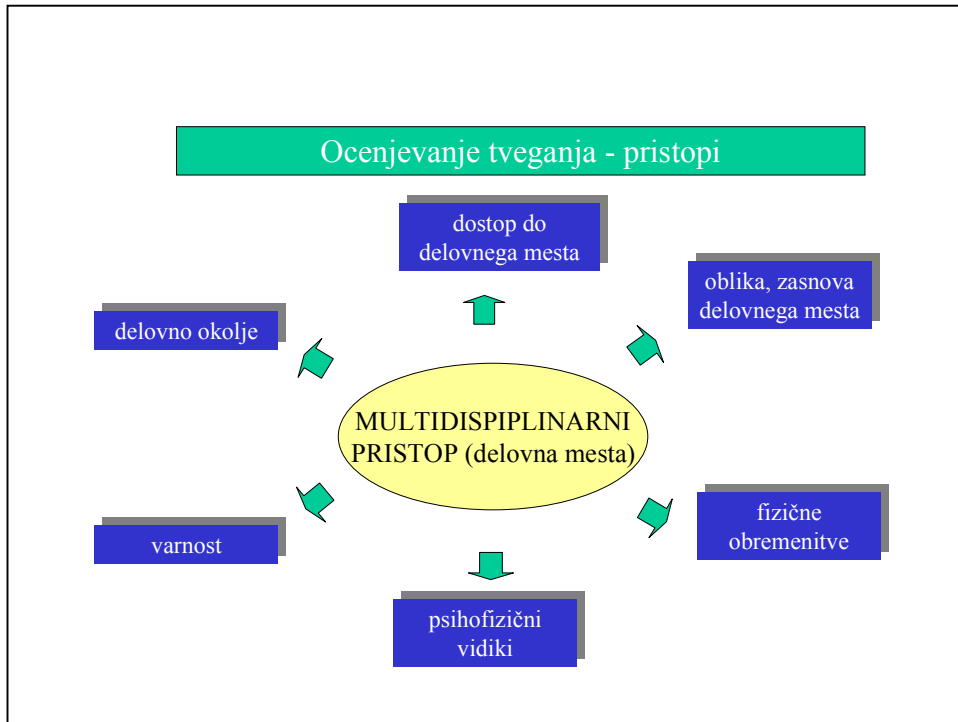 Ocenjevanje tveganja - pristopi
dostop do
delovnega mesta
oblika, zasnova
delovnega mesta
delovno okolje
MULTIDISPIPLINARNI
PRISTOP (delovna mesta)
fizične
obremenitve
varnost
psihofizični
vidiki